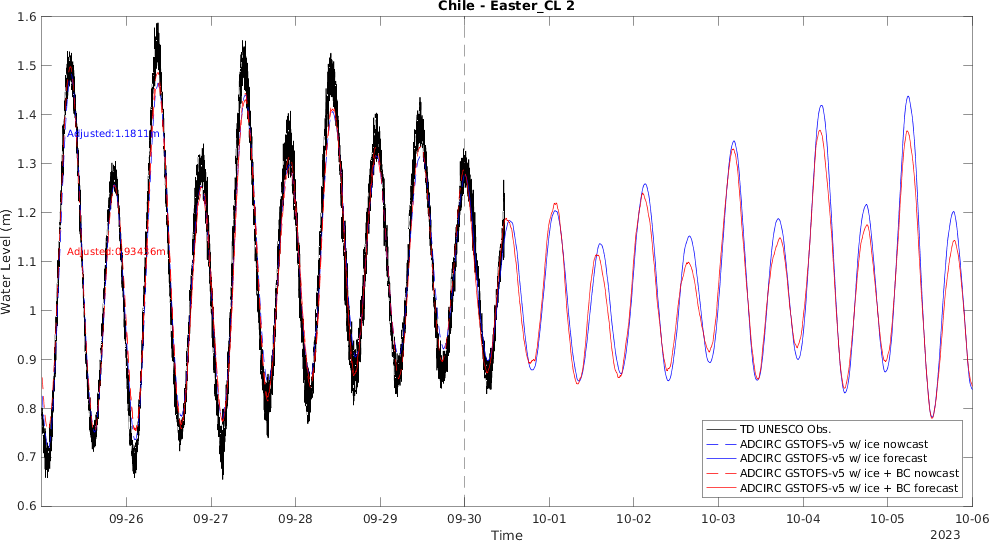 Chile - Easter_CL 2
Water Level (m)
1.6
1.5
1.4
1.3
1.2
1.1
1
0.9
0.8
0.7
0.6
Adjusted:1.1811m
Adjusted:0.93436m
TD UNESCO Obs.
ADCIRC GSTOFS-v5 w/ ice nowcast
ADCIRC GSTOFS-v5 w/ ice forecast
ADCIRC GSTOFS-v5 w/ ice + BC nowcast
ADCIRC GSTOFS-v5 w/ ice + BC forecast
09-26 09-27 09-28 09-29 09-30 10-01 10-02 10-03 10-04 10-05 10-06
Time
2023